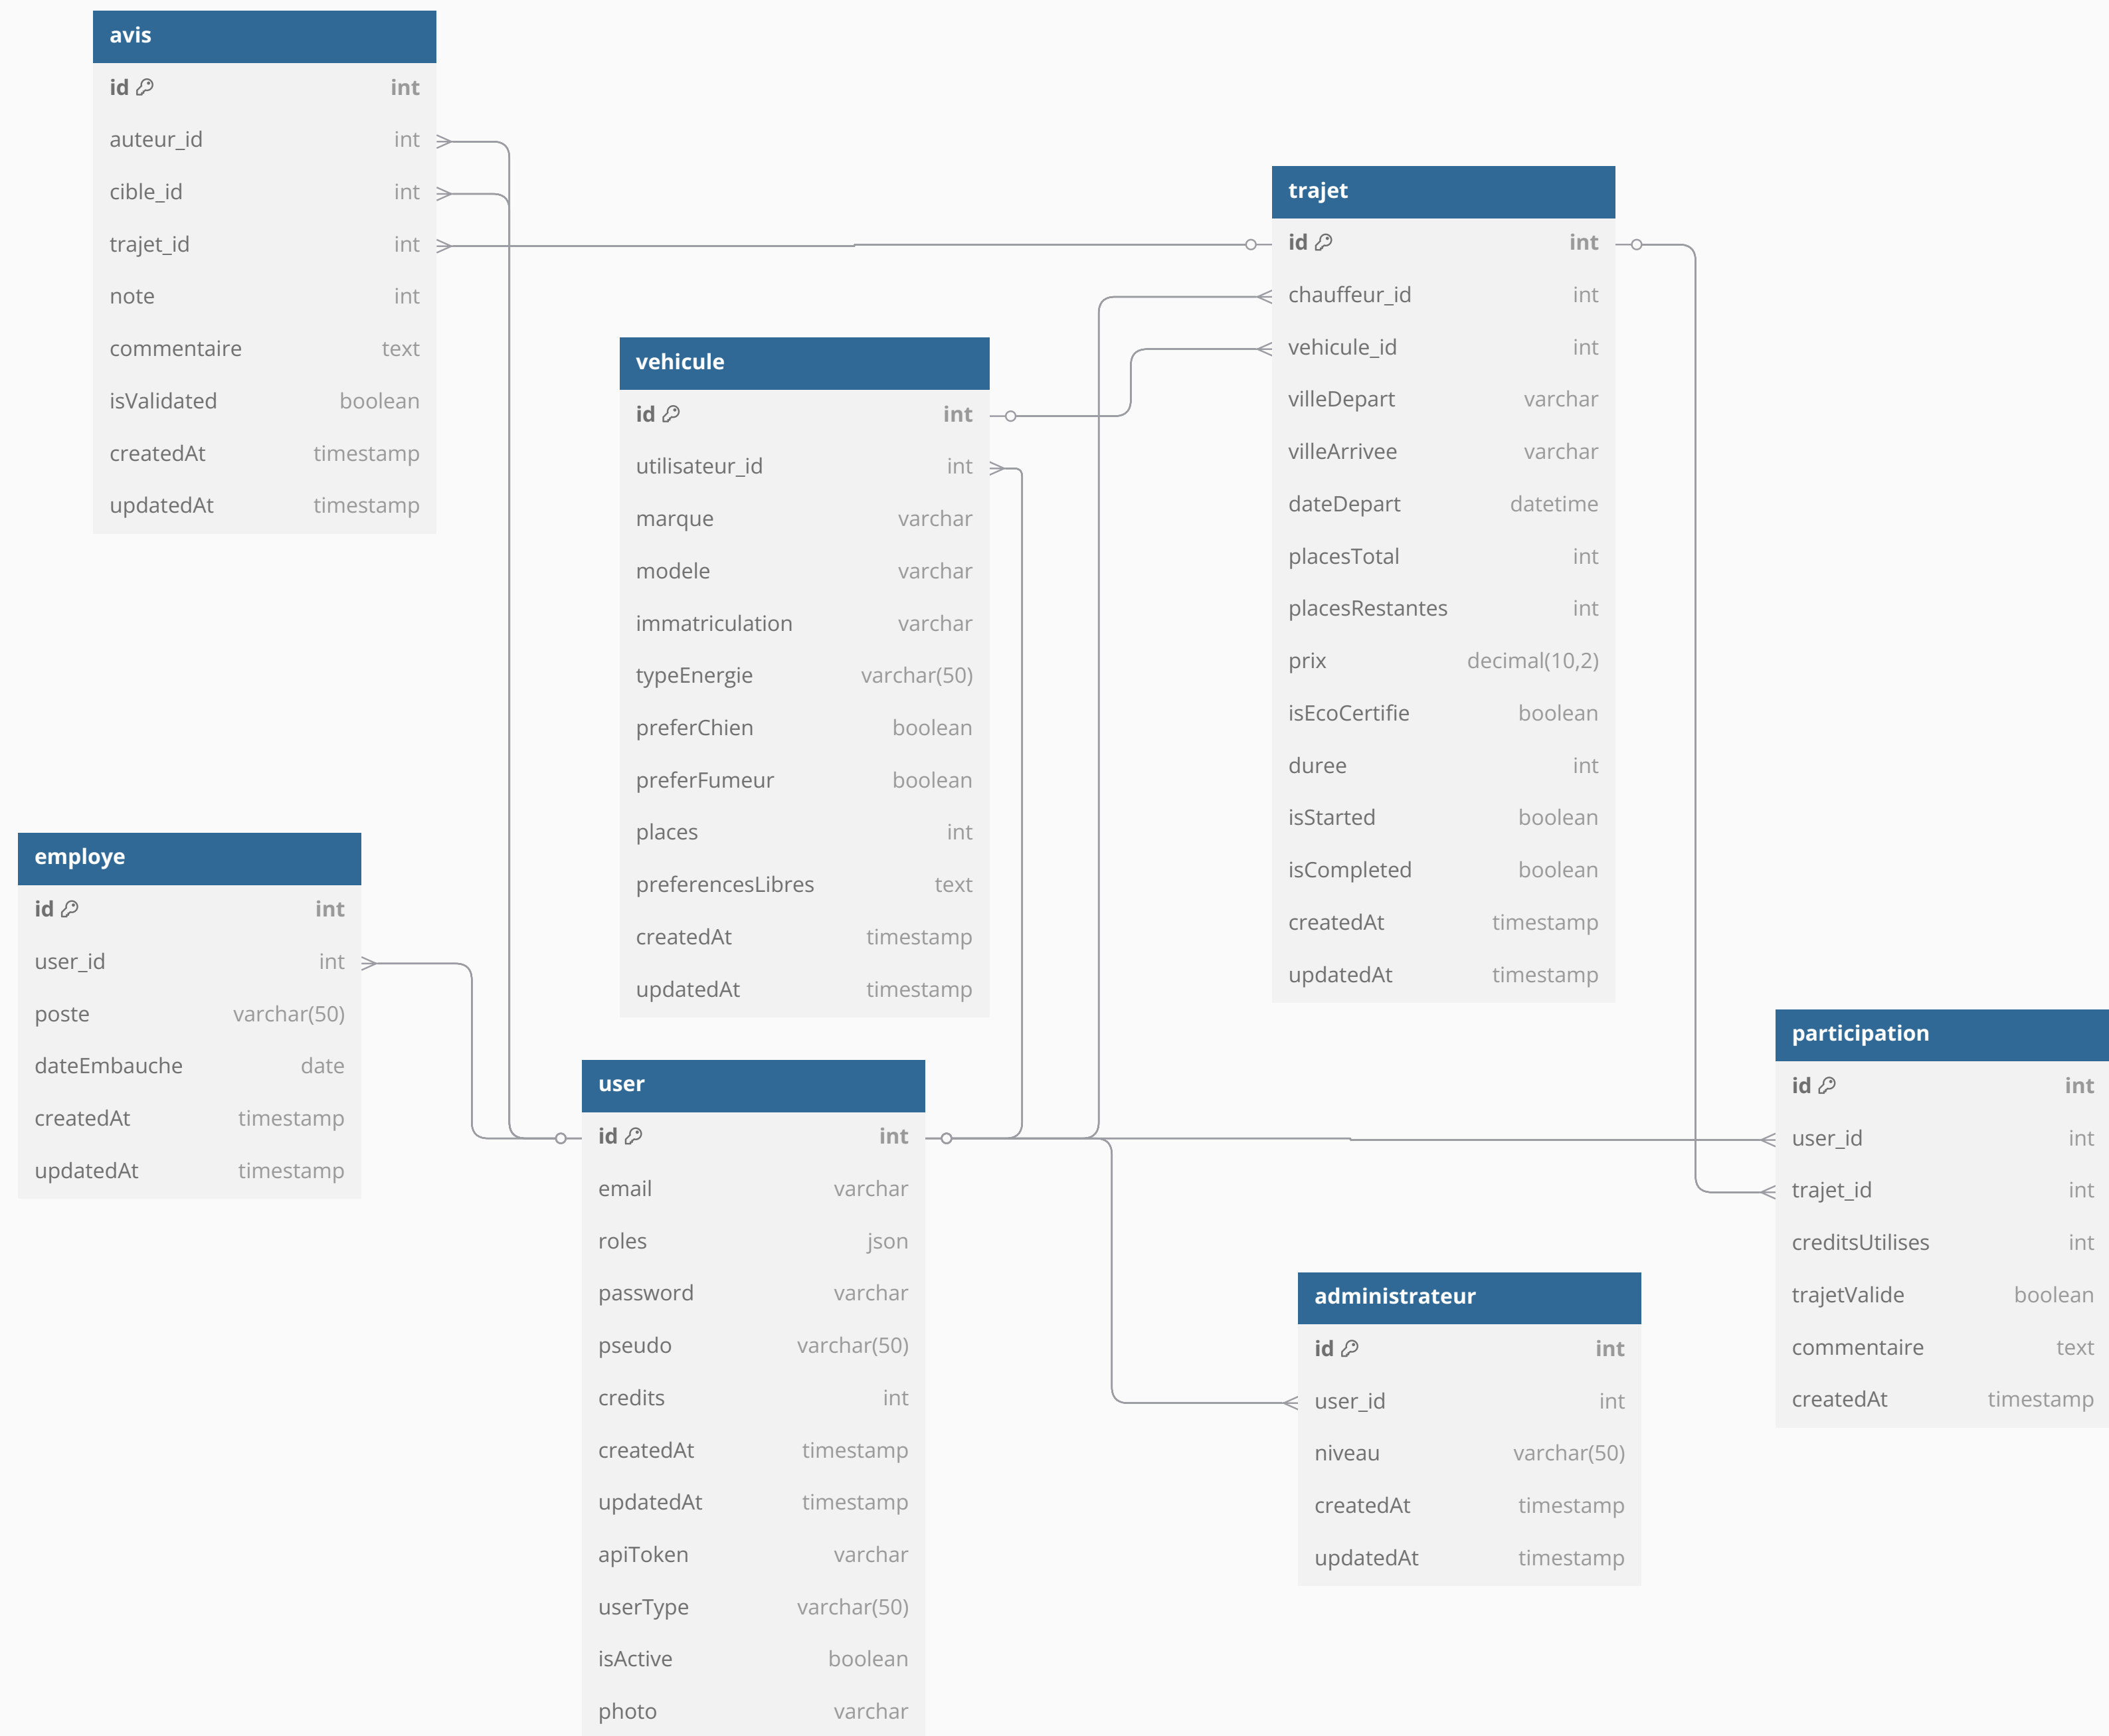 avis
id int
auteur_id int
cible_id int
trajet_id int
note int
commentaire text
isValidated boolean
createdAt timestamp
updatedAt timestamp
trajet
id int
chauffeur_id int
vehicule_id int
villeDepart varchar
villeArrivee varchar
dateDepart datetime
placesTotal int
placesRestantes int
prix decimal(10,2)
isEcoCertifie boolean
duree int
isStarted boolean
isCompleted boolean
createdAt timestamp
updatedAt timestamp
vehicule
id int
utilisateur_id int
marque varchar
modele varchar
immatriculation varchar
typeEnergie varchar(50)
preferChien boolean
preferFumeur boolean
places int
preferencesLibres text
createdAt timestamp
updatedAt timestamp
employe
id int
user_id int
poste varchar(50)
dateEmbauche date
createdAt timestamp
updatedAt timestamp
user
id int
email varchar
roles json
password varchar
pseudo varchar(50)
credits int
createdAt timestamp
updatedAt timestamp
apiToken varchar
userType varchar(50)
isActive boolean
photo varchar
participation
id int
user_id int
trajet_id int
creditsUtilises int
trajetValide boolean
commentaire text
createdAt timestamp
administrateur
id int
user_id int
niveau varchar(50)
createdAt timestamp
updatedAt timestamp